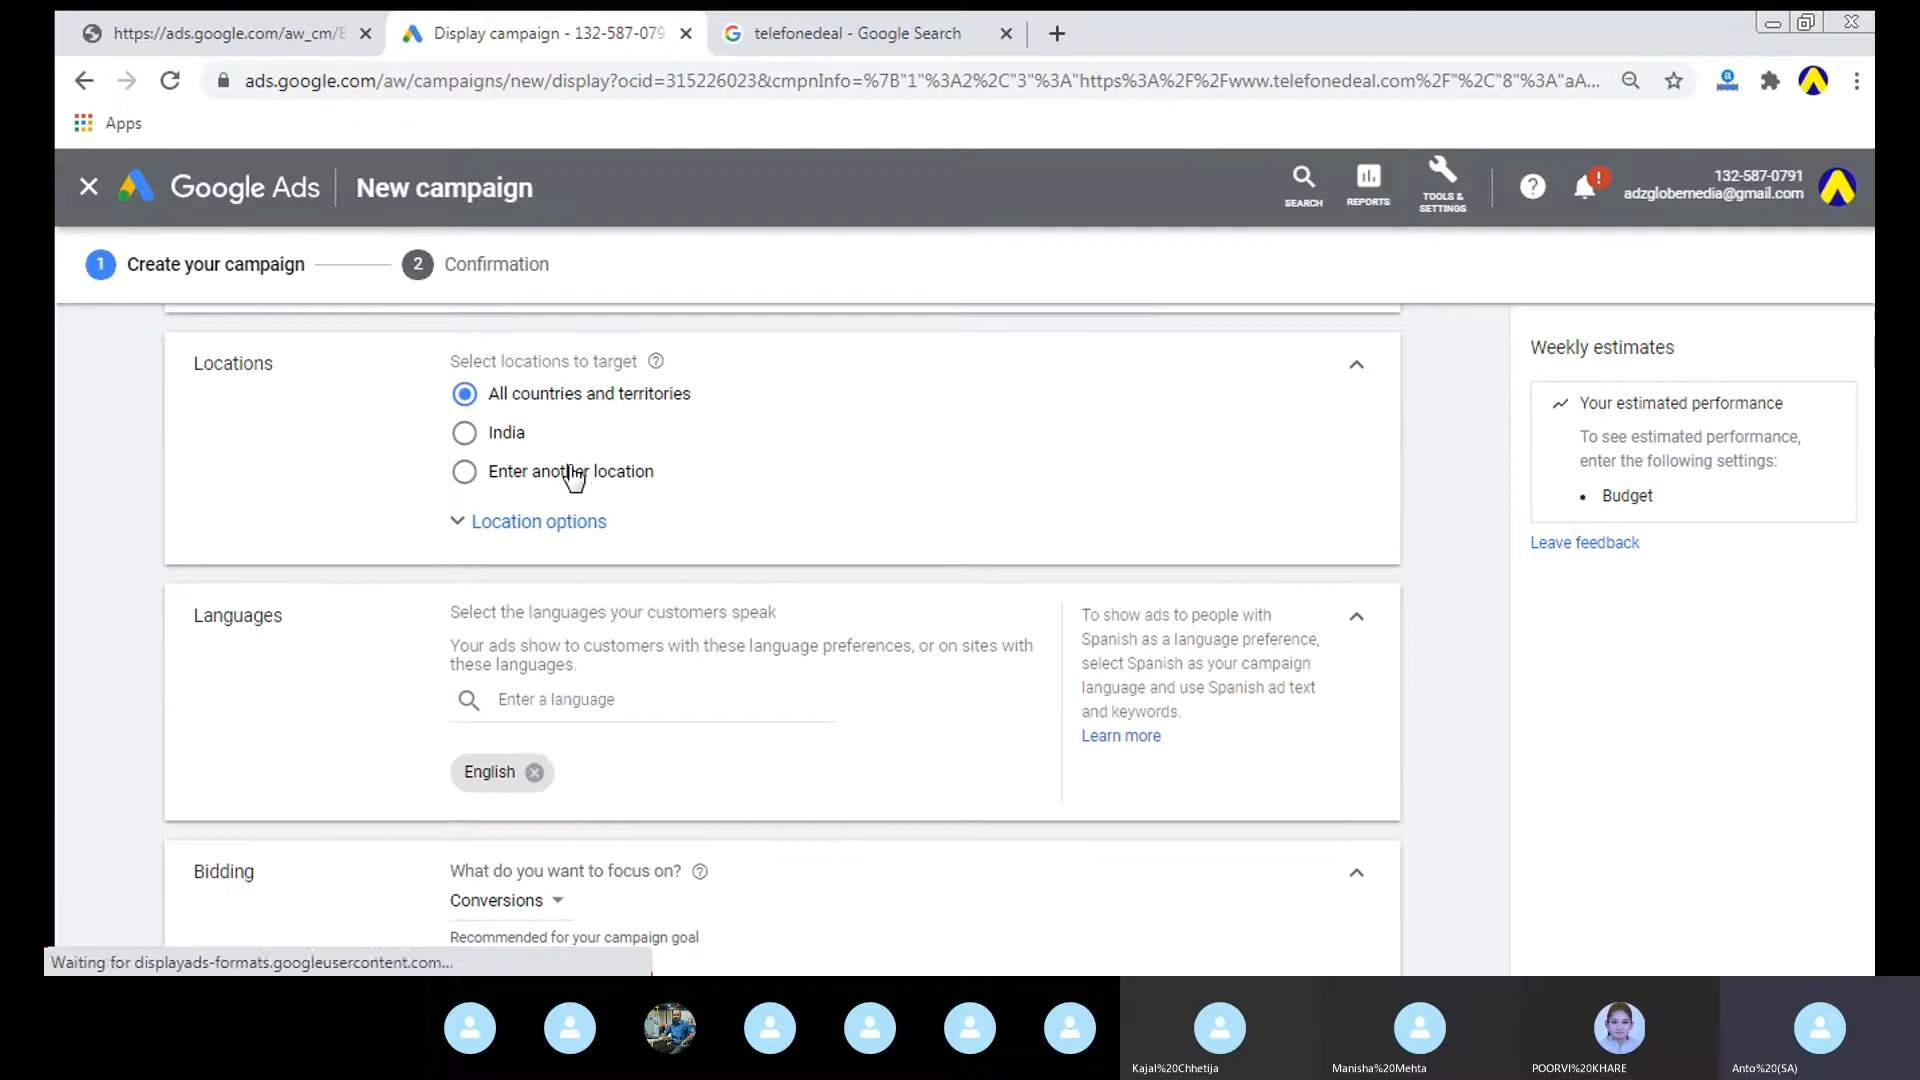 https://ads.google.com/aw_cm/E
Display campaign - 132-587-079
telefonedeal - Google Search
ads.google.com/aw/campaigns/new/display?ocid=315226023&cmpnInfo=%7B"1"%3A2%2C"3"%3A"https%3A%2F%2Fwww.telefonedeal.com%2F"%2C"8"%3A"aA...
Apps
Google Ads
New campaign
SEARCH
REPORTS
TOOLS & SETTINGS
132-587-0791
adzglobemedia@gmail.com
1 Create your campaign
2 Confirmation
Locations
Select locations to target
All countries and territories
India
Enter another location
Location options
Weekly estimates
Your estimated performance
To see estimated performance,
enter the following settings:
• Budget
Leave feedback
Languages
Select the languages your customers speak
Your ads show to customers with these language preferences, or on sites with
these languages.
Enter a language
English
To show ads to people with
Spanish as a language preference,
select Spanish as your campaign
language and use Spanish ad text
and keywords.
Learn more
Bidding
What do you want to focus on?
Conversions
Recommended for your campaign goal
Waiting for displayads-formats.googleusercontent.com...
Kajal%20Chhetija
Manisha%20Mehta
POORVI%20KHARE
Anto%20(SA)